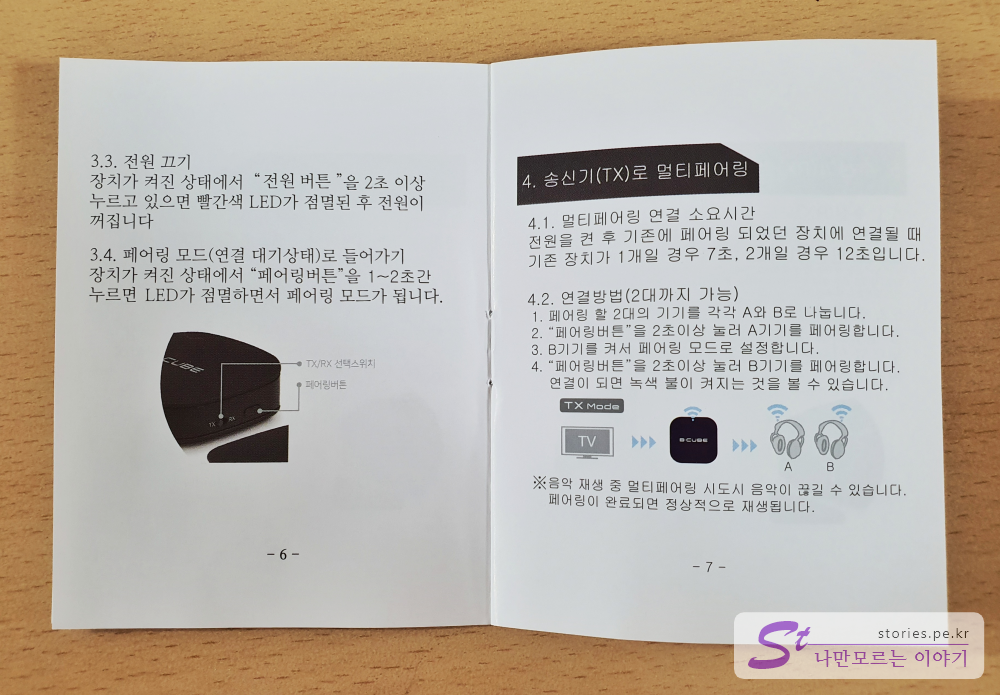 3.3. 전원 끄기
장치가 켜진 상태에서 “전원 버튼 ”을 2초 이상
누르고 있으면 빨간색 LED가 점멸된 후 전원이
꺼집니다
3.4. 페어링 모드(연결 대기상태)로 들어가기
장치가 켜진 상태에서 “페어링버튼”을 1~2초간
누르면 LED가 점멸하면서 페어링 모드가 됩니다.
CUBE
TX/RX 선택스위치
페어링버튼
TX RX
- 6 -
4. 송신기(TX)로 멀티페어링
4.1. 멀티페어링 연결 소요시간
전원을 켠 후 기존에 페어링 되었던 장치에 연결될 때
기존 장치가 1개일 경우 7초, 2개일 경우 12초입니다.
4.2. 연결방법(2대까지 가능)
1. 페어링 할 2대의 기기를 각각 A와 B로 나눕니다.
2. “페어링버튼”을 2초이상 눌러 A기기를 페어링합니다.
3. B기기를 켜서 페어링 모드로 설정합니다.
4. “페어링버튼”을 2초이상 눌러 B기기를 페어링합니다.
연결이 되면 녹색 불이 켜지는 것을 볼 수 있습니다.
TX Mode
TV
B-CUBE
A B
※음악 재생 중 멀티페어링 시도시 음악이 끊길 수 있습니다.
페어링이 완료되면 정상적으로 재생됩니다.
- 7 -
St
stories.pe.kr
나만모르는 이야기